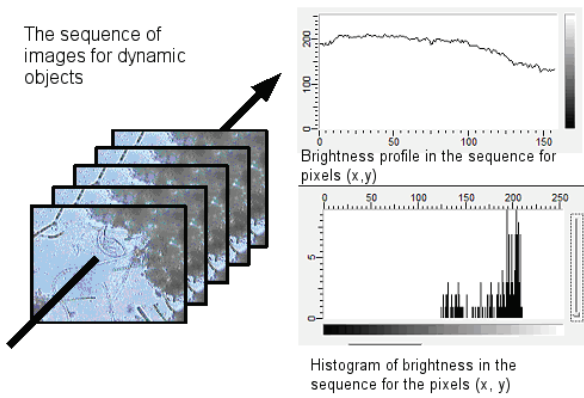 The sequence of
images for dynamic
objects
200
100
0
0 50 100 150
Brightness profile in the sequence for
pixels (x,y)
0 50 100 150 200 250
5
0
Histogram of brightness in the
sequence for the pixels (x, y)